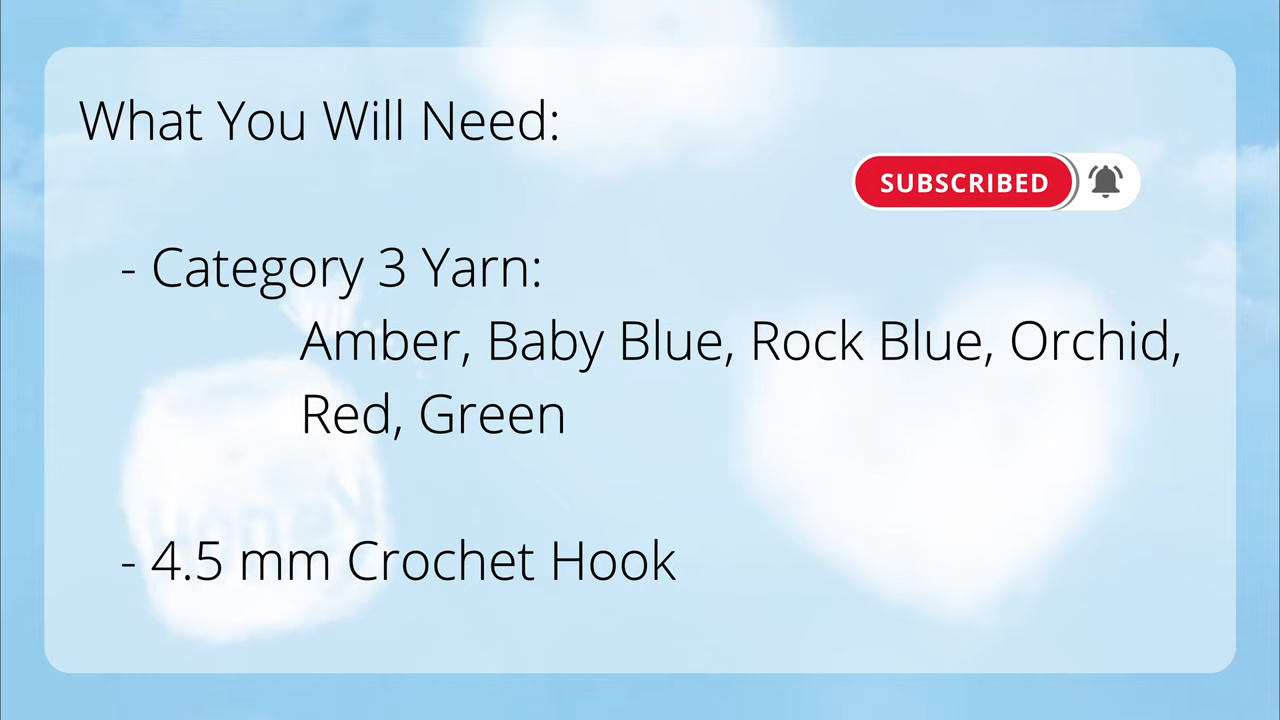 What You Will Need:
SUBSCRIBED
- Category 3 Yarn:
Amber, Baby Blue, Rock Blue, Orchid,
Red, Green
- 4.5 mm Crochet Hook